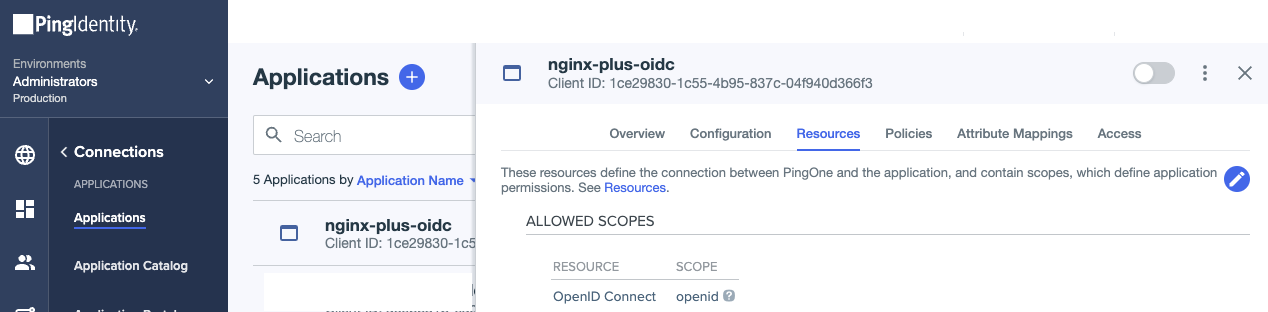 PingIdentity.
Environments
Administrators
Production
Connections
APPLICATIONS
Applications
Application Catalog
Applications
Search
5 Applications by Application Name
nginx-plus-oidc
Client ID: 1ce29830-1c5
nginx-plus-oidc
Client ID: 1ce29830-1c55-4b95-837c-04f940d366f3
Overview Configuration Resources Policies Attribute Mappings Access
These resources define the connection between PingOne and the application, and contain scopes, which define application
permissions. See Resources.
ALLOWED SCOPES
RESOURCE SCOPE
OpenID Connect openid ?